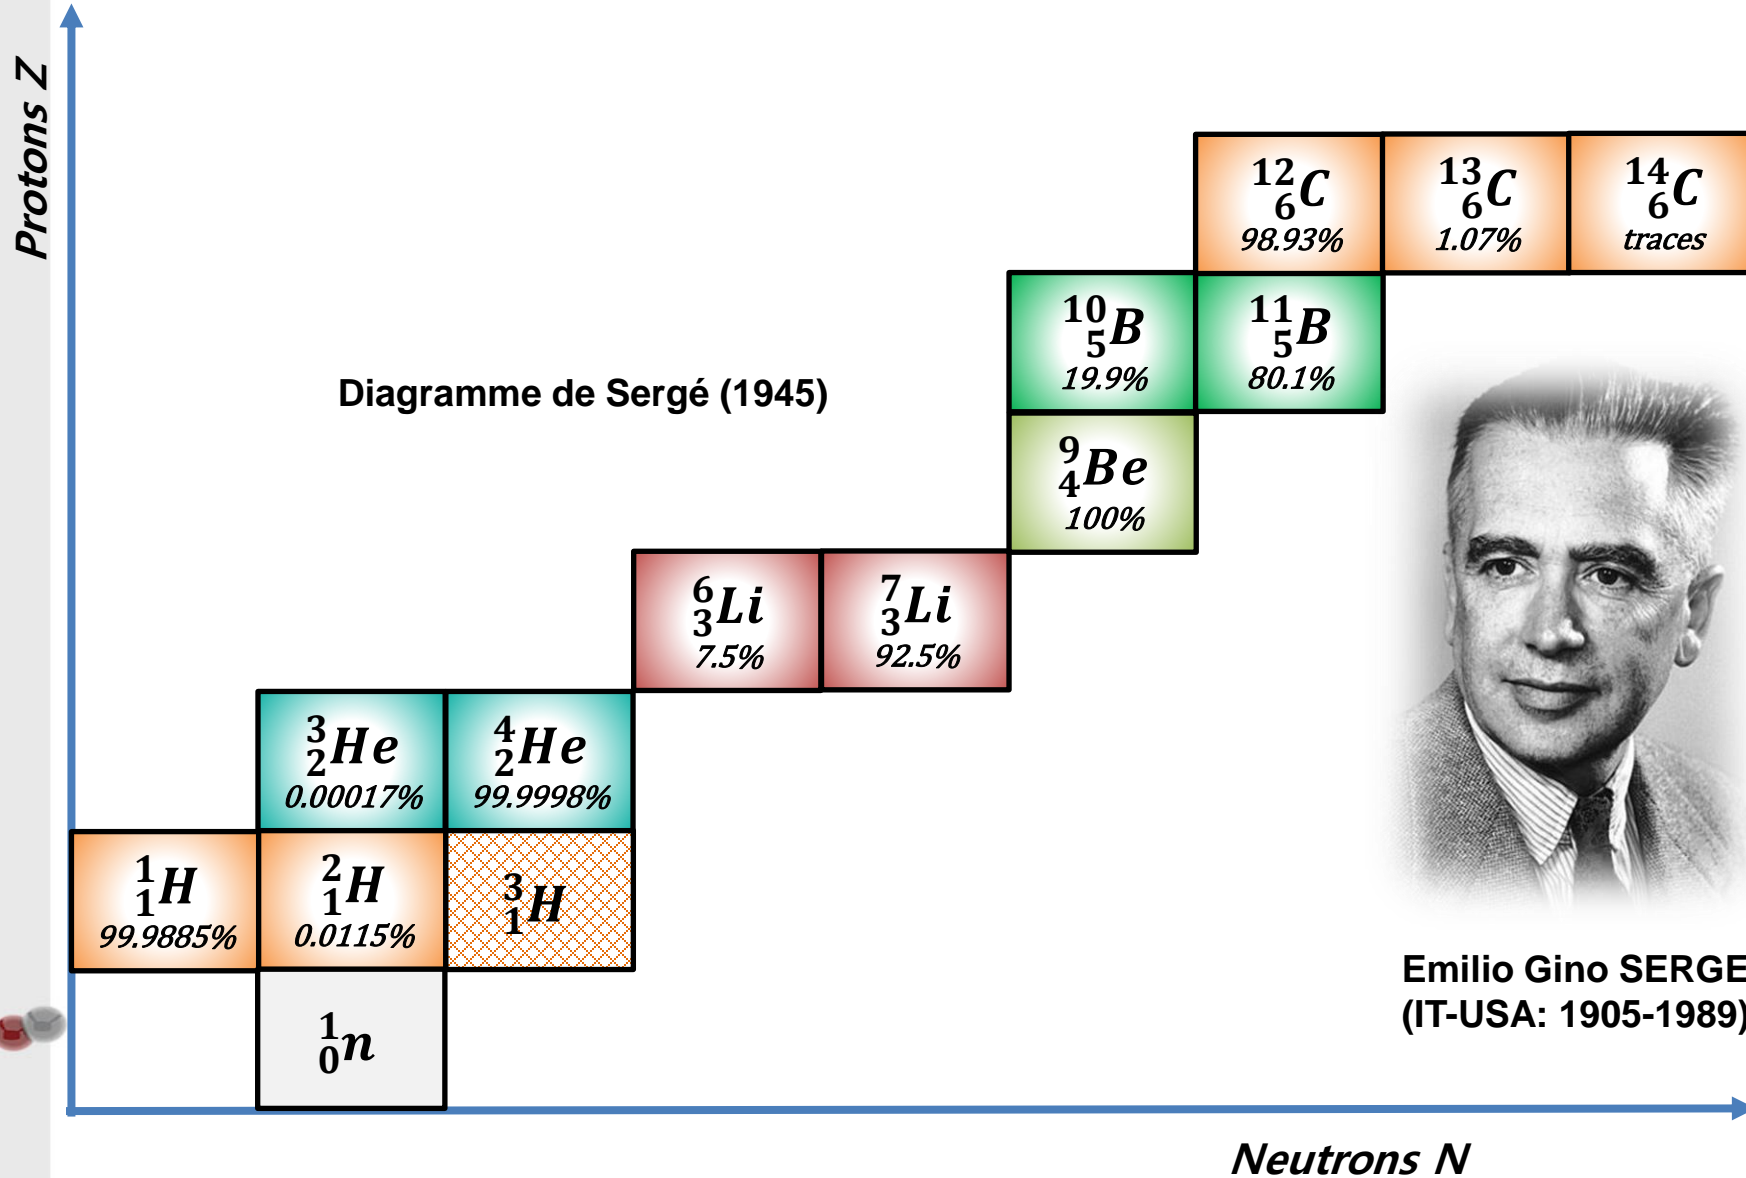 Protons Z
12 6 C
98.93%
13 6 C
1.07%
14 6 C
traces
10 5 B
19.9%
11 5 B
80.1%
Diagramme de Sergé (1945)
9 4 Be
100%
6 3 Li
7.5%
7 3 Li
92.5%
3 2 He
0.00017%
4 2 He
99.9998%
1 1 H
99.9885%
2 1 H
0.0115%
3 1 H
Emilio Gino SERGE
(IT-USA: 1905-1989)
1 0 n
Neutrons N